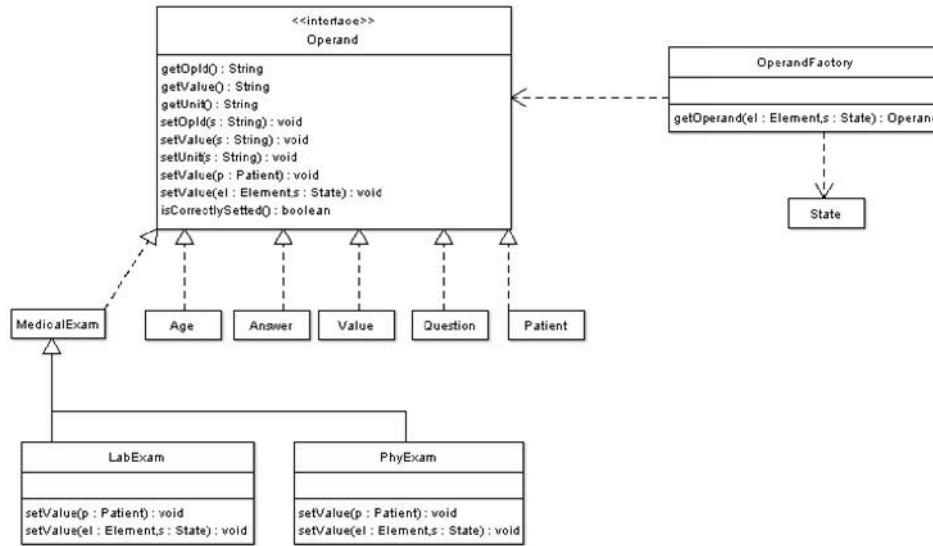 <<interface>>
Operand
getOpId() : String
getValue() : String
getUnit() : String
setOpId(s : String) : void
setValue(s : String) : void
setUnit(s : String) : void
setValue(p : Patient) : void
setValue(el : Element,s : State) : void
isCorrectlySetted() : boolean
OperandFactory
getOperand(el : Element,s : State) : Operand
State
MedicalExam
Age
Answer
Value
Question
Patient
LabExam
setValue(p : Patient) : void
setValue(el : Element,s : State) : void
PhyExam
setValue(p : Patient) : void
setValue(el : Element,s : State) : void